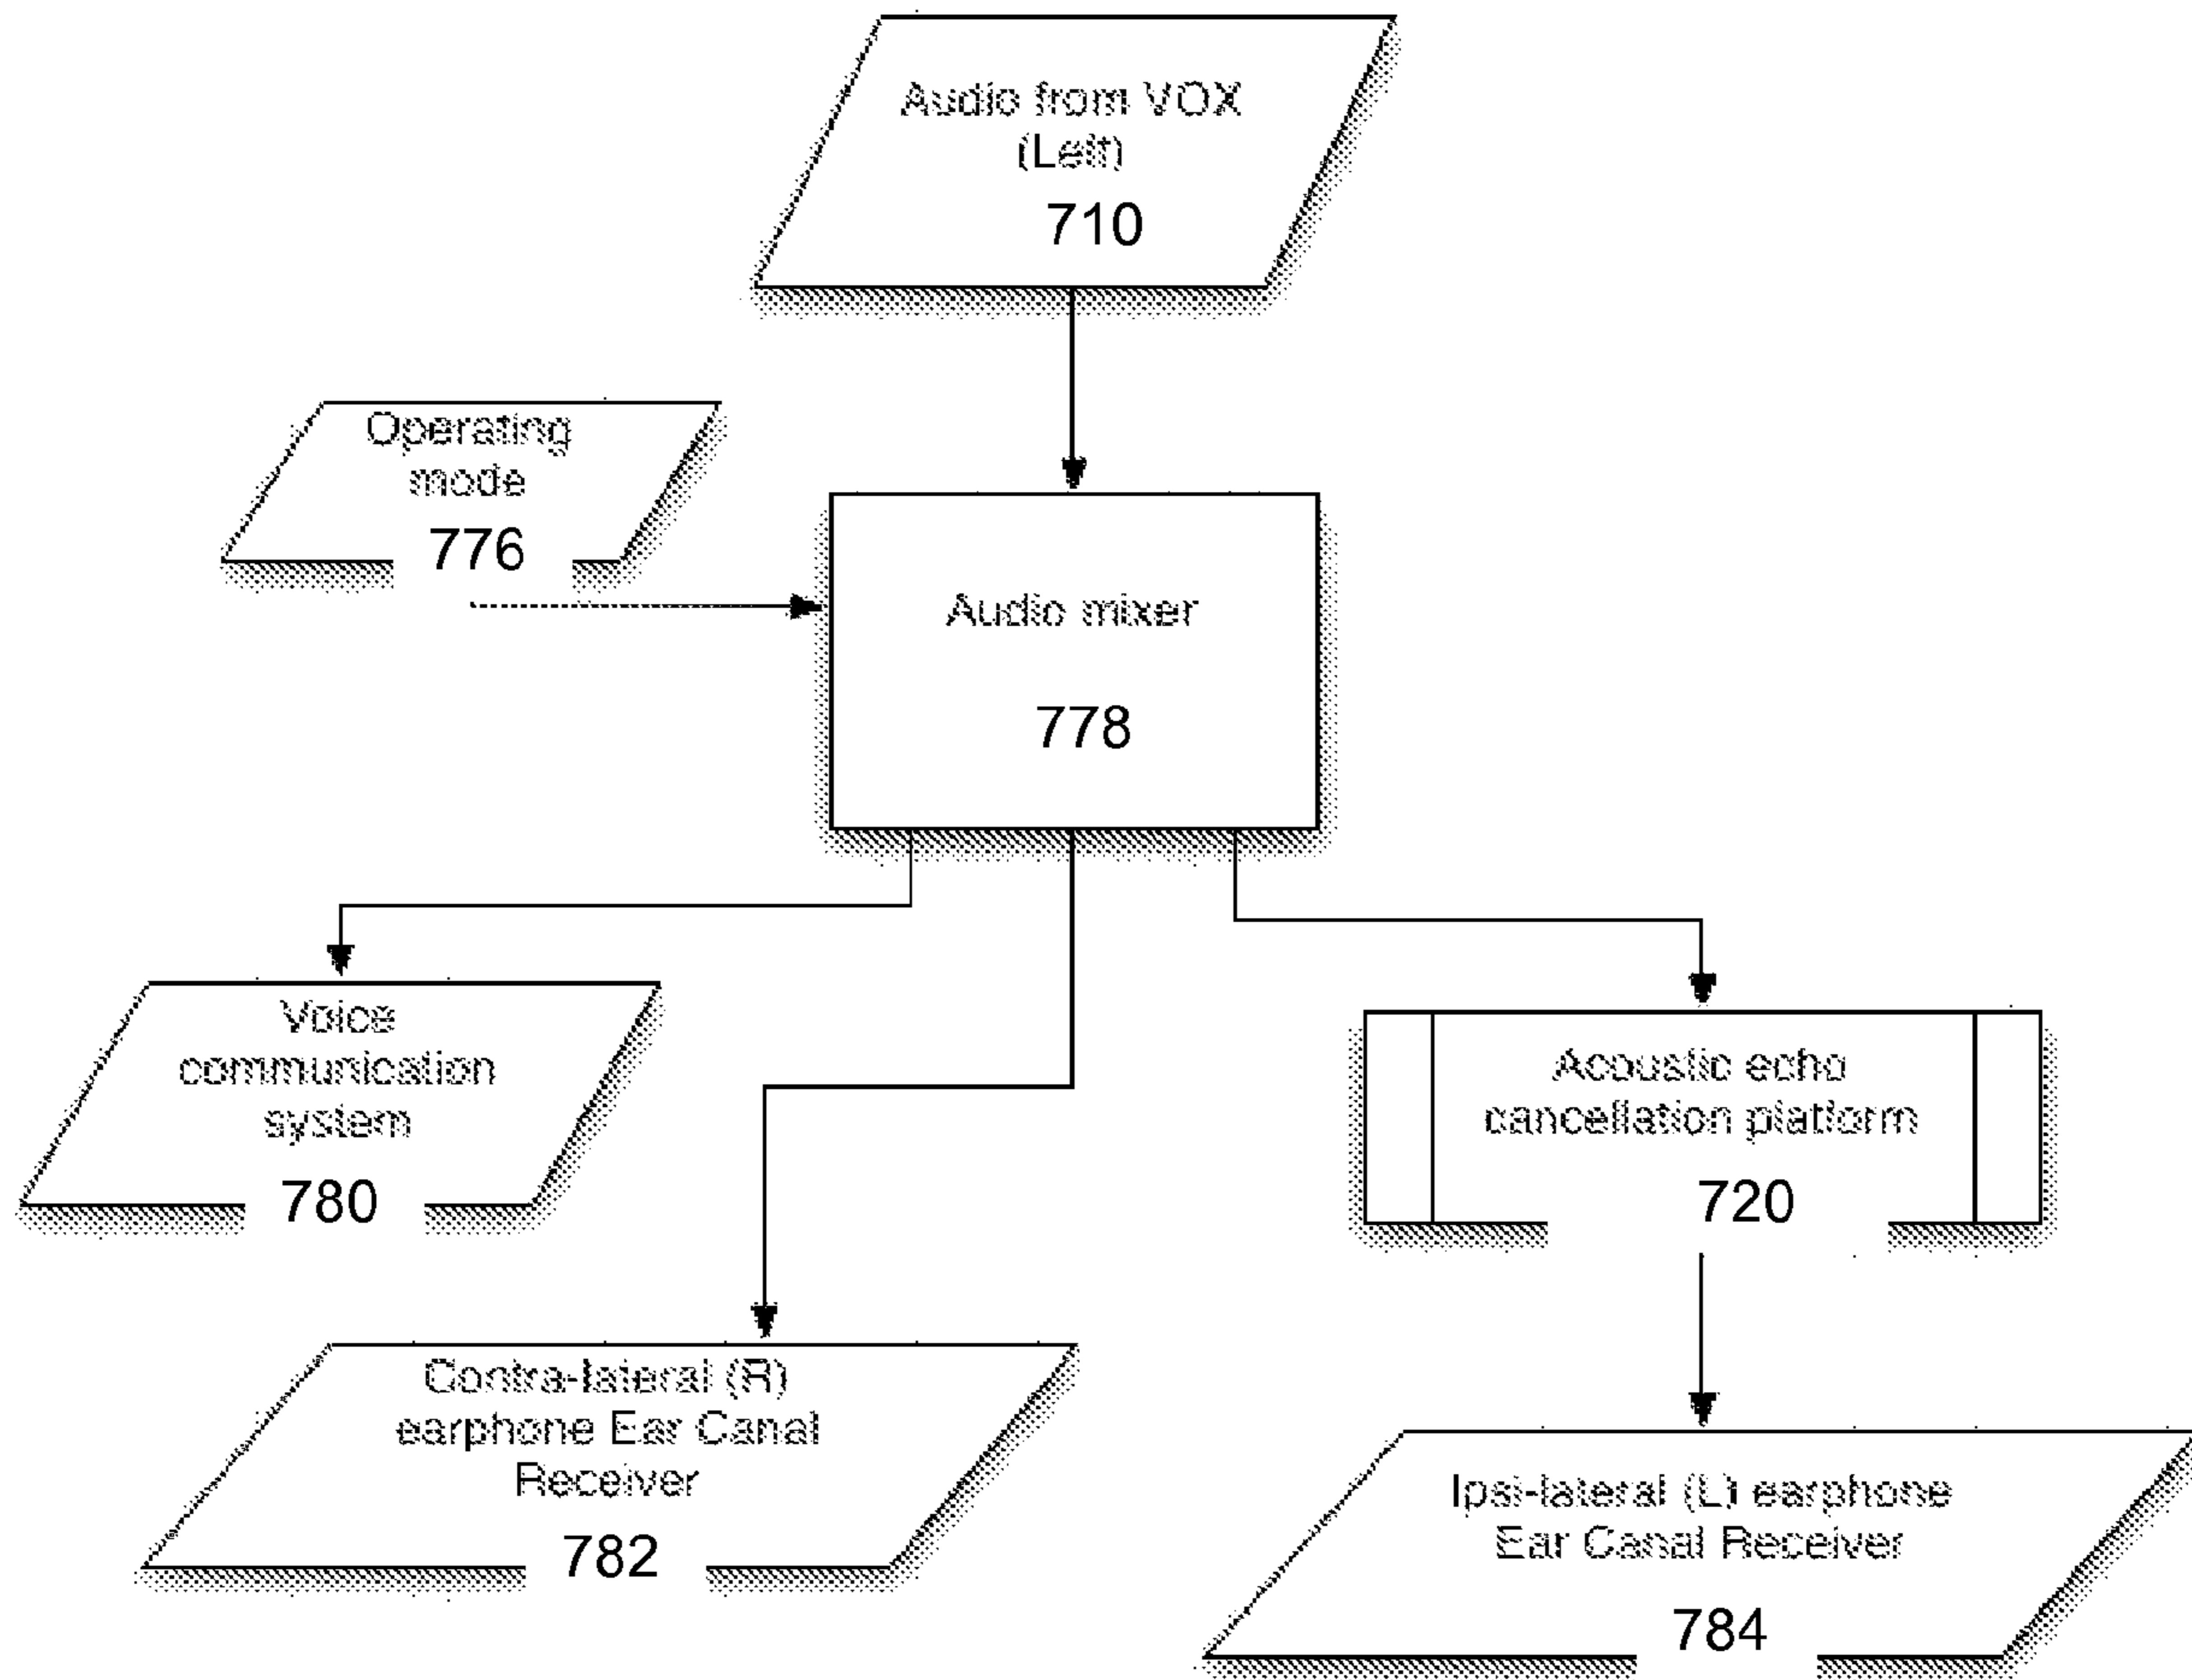 Audio from VOX
(Left)
710
Operating
mode
776
Audio mixer
778
Voice
communication
system
780
Acoustic echo
cancellation platform
720
Contra-lateral (R)
earphone Ear Canal
Receiver
782
Ipsi-lateral (L) earphone
Ear Canal Receiver
784